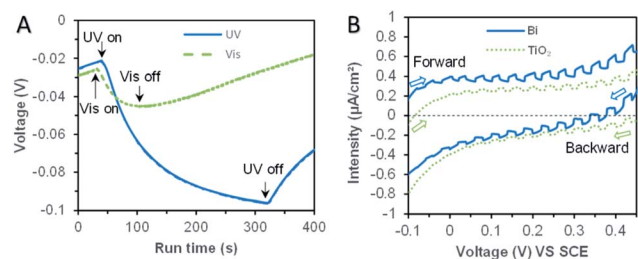 A
UV on
UV
Vis
Vis off
Vis on
UV off
Voltage (V)
0
-0.02
-0.04
-0.06
-0.08
-0.1
0
100
200
300
400
Run time (s)
B
Bi
TiO₂
Forward
Backward
Intensity (µA/cm²)
1
0.8
0.6
0.4
0.2
0
-0.2
-0.4
-0.6
-0.8
-1
-0.1
0
0.1
0.2
0.3
0.4
Voltage (V) VS SCE